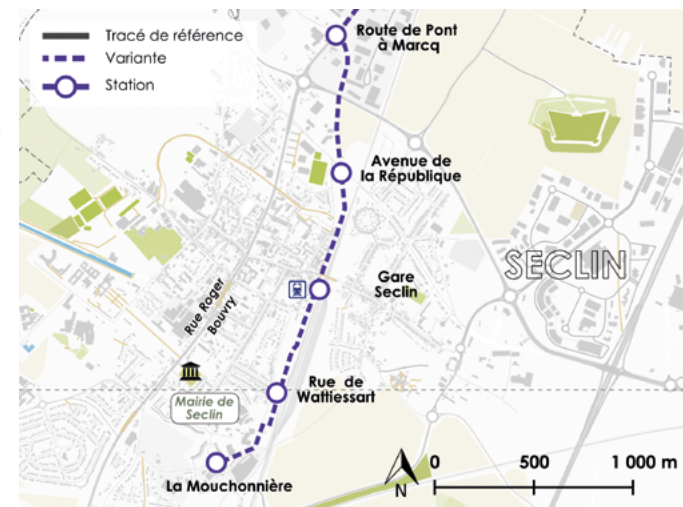 Tracé de référence
Variante
Station
Route de Pont
à Marcq
Avenue de
la République
SECLIN
Gare
Seclin
Rue Roger
Bouvry
Rue de
Wattiessart
Mairie de
Seclin
La Mouchonnière
N
0 500 1 000 m